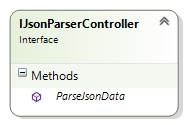 IJsonParserController
Interface
Methods
ParseJsonData